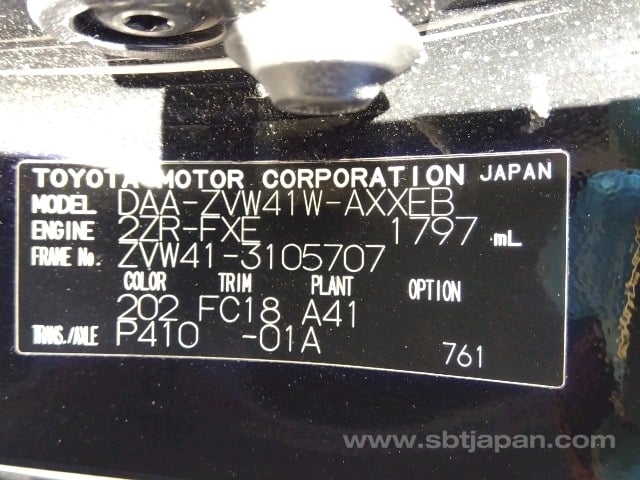 TOYOTA MOTOR CORPORATION JAPAN
MODEL DAA-ZVW41W-AXXEB
ENGINE 2ZR-FXE 1797 mL
FRAME No. ZVW41-3105707
COLOR TRIM PLANT OPTION
202 FC18 A41
TRANS./AXLE P410 -01A 761
www.sbtjapan.com